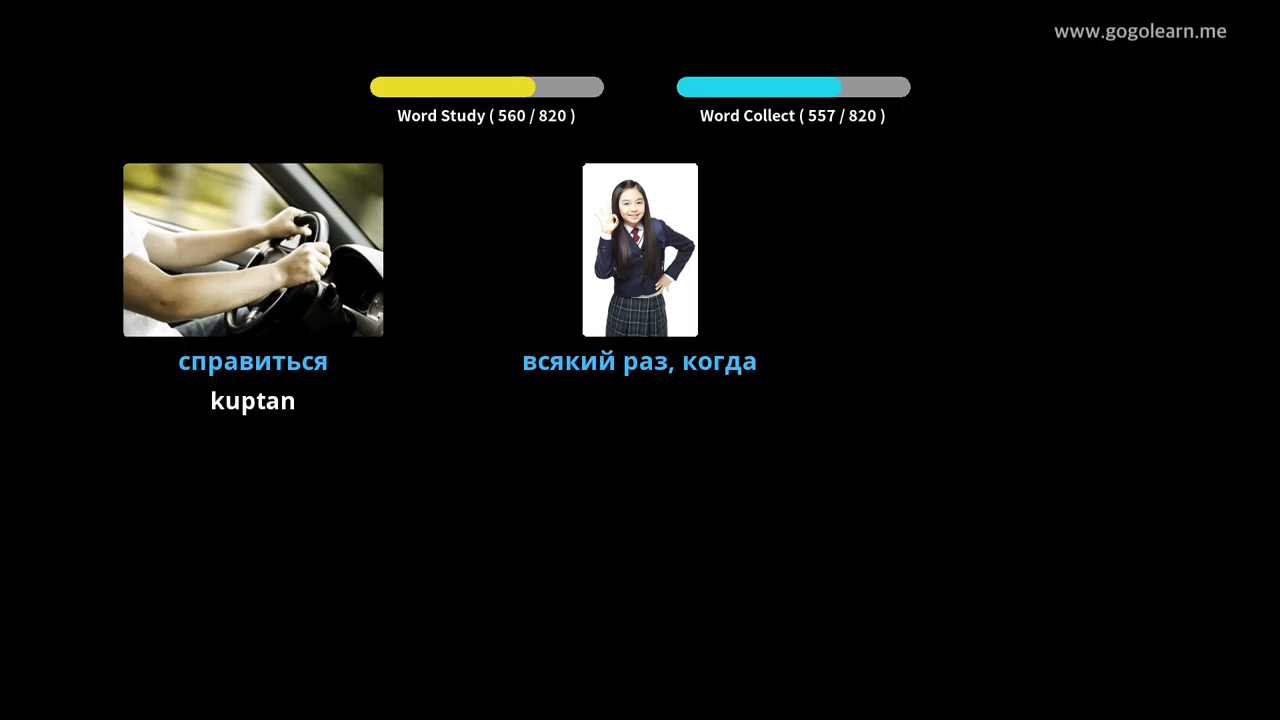 www.gogolearn.me
Word Study ( 560 / 820 )
Word Collect ( 557 / 820 )
справиться
kuptan
всякий раз, когда